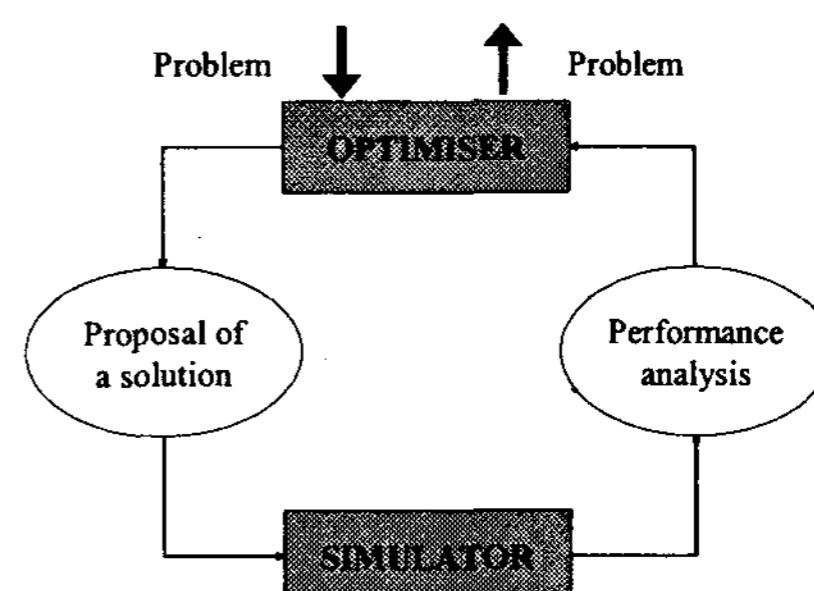 Problem
Problem
OPTIMISER
Proposal of
a solution
Performance
analysis
SIMULATOR